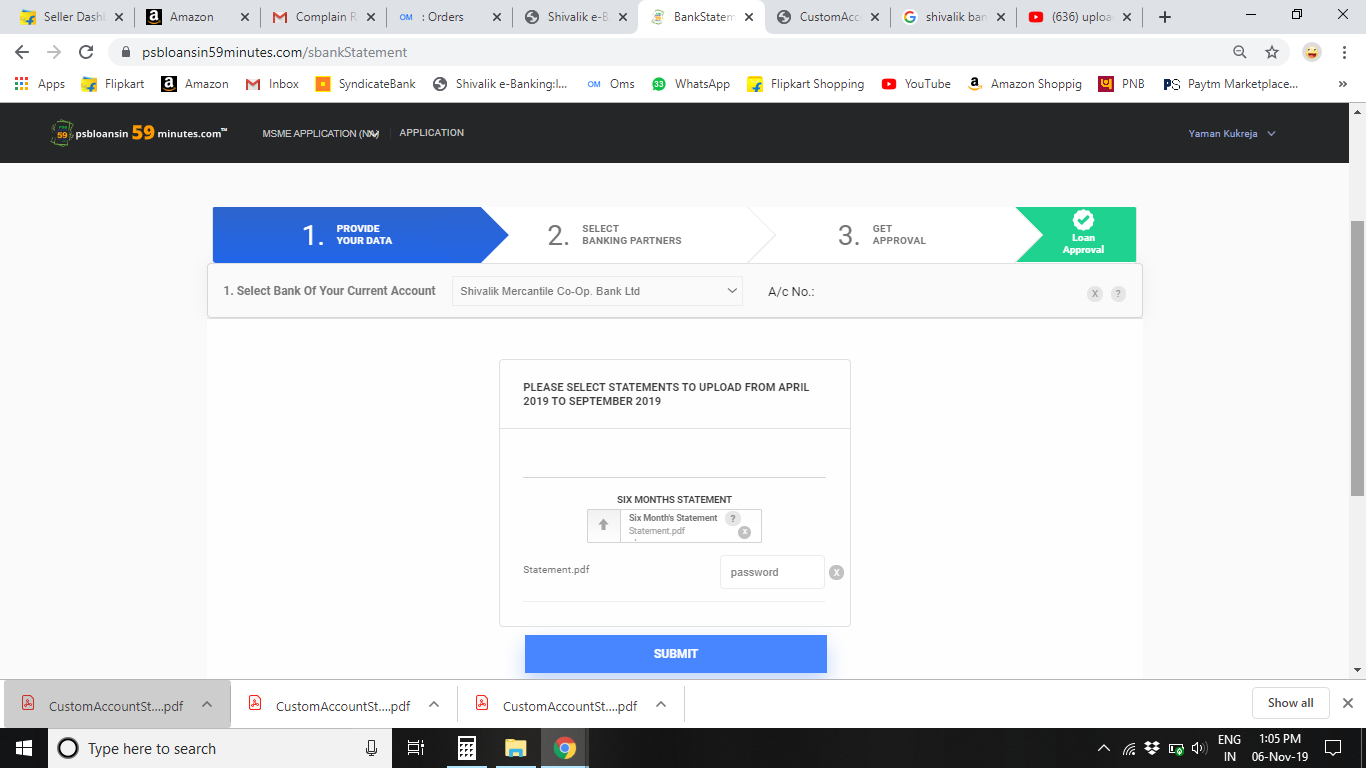 Seller Dash
Amazon
Complain R
OM : Orders
Shivalik e-B
BankStatem
CustomAcc
shivalik ban
(636) uploa
psbloansin59minutes.com/sbankStatement
Apps
Flipkart
Amazon
Inbox
SyndicateBank
Shivalik e-Banking:I...
OM Oms
33 WhatsApp
Flipkart Shopping
YouTube
Amazon Shoppig
PNB
PS Paytm Marketplace...
»
59 psbloansin 59 minutes.com™
MSME APPLICATION
APPLICATION
Yaman Kukreja
1. PROVIDE
YOUR DATA
2. SELECT
BANKING PARTNERS
3. GET
APPROVAL
Loan
Approval
1. Select Bank Of Your Current Account
Shivalik Mercantile Co-Op. Bank Ltd
A/c No.:
X ?
PLEASE SELECT STATEMENTS TO UPLOAD FROM APRIL
2019 TO SEPTEMBER 2019
SIX MONTHS STATEMENT
Six Month's Statement ?
Statement.pdf x
Statement.pdf
password X
SUBMIT
CustomAccountSt....pdf
CustomAccountSt....pdf
CustomAccountSt....pdf
Show all
Type here to search
ENG
IN
1:05 PM
06-Nov-19